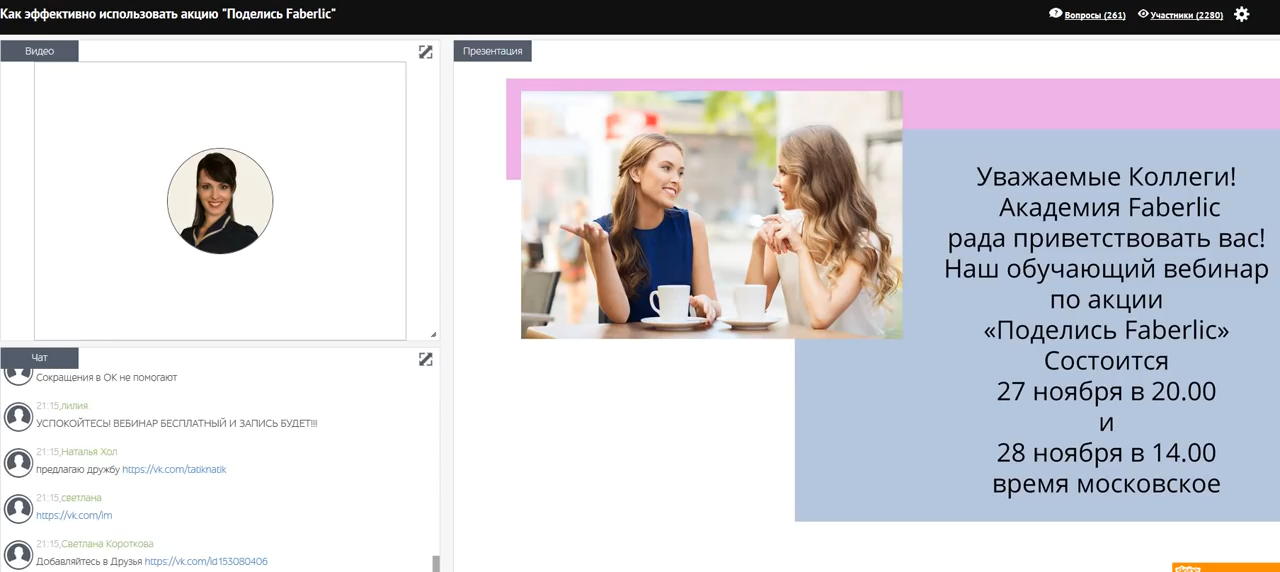 Как эффективно использовать акцию "Поделись Faberlic"
Вопросы (261)
Участники (2280)
Видео
Презентация
Уважаемые Коллеги!
Академия Faberlic
рада приветствовать вас!
Наш обучающий вебинар
по акции
«Поделись Faberlic»
Состоится
27 ноября в 20.00
и
28 ноября в 14.00
время московское
Чат
Сокращения в ОК не помогают
21:15,лилия
УСПОКОЙТЕСЬ! ВЕБИНАР БЕСПЛАТНЫЙ И ЗАПИСЬ БУДЕТ!!!
21:15,Наталья Хол
предлагаю дружбу https://vk.com/tatiknatik
21:15,светлана
https://vk.com/im
21:15,Светлана Короткова
Добавляйтесь в Друзья https://vk.com/id153080406